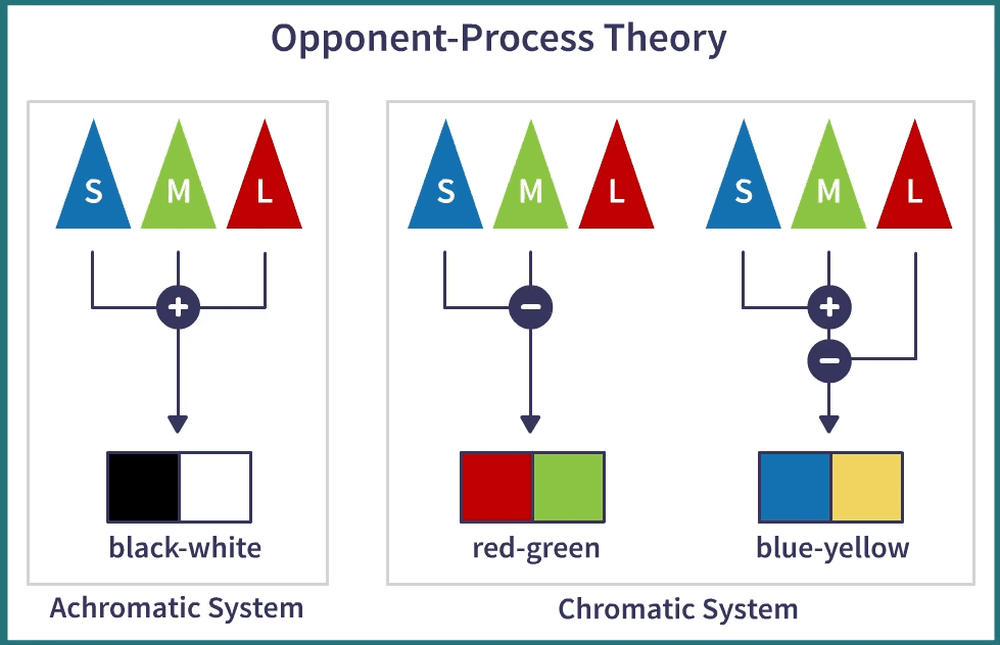 Opponent-Process Theory
S M L
+
black-white
Achromatic System
S M L
−
red-green
S M L
+
−
blue-yellow
Chromatic System